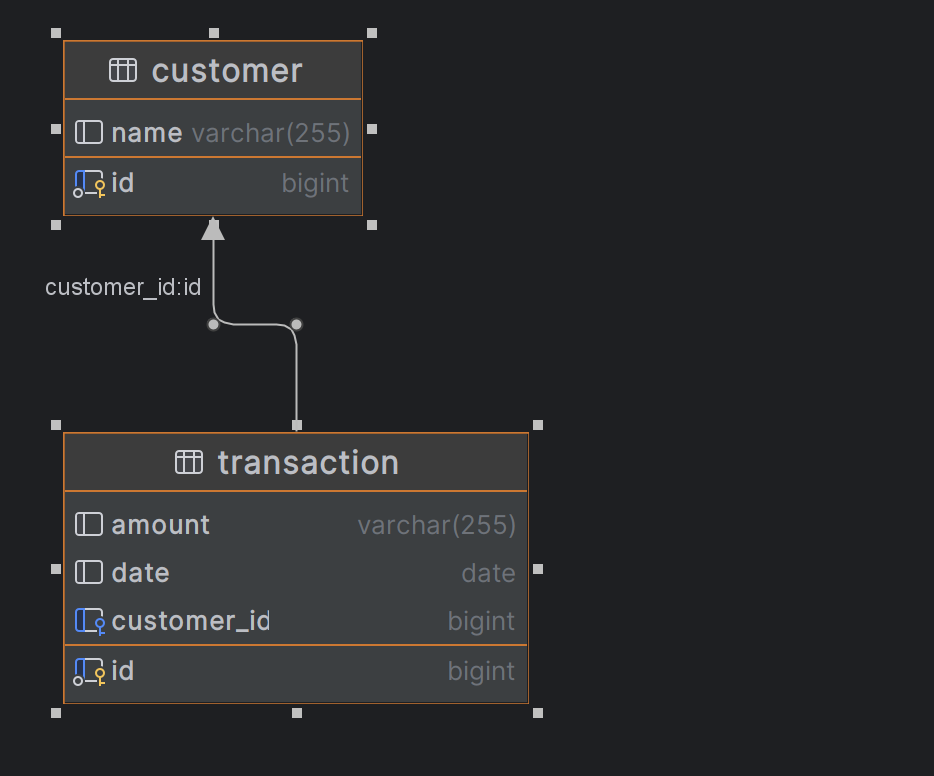 customer
name varchar(255)
id bigint
customer_id:id
transaction
amount varchar(255)
date date
customer_id bigint
id bigint